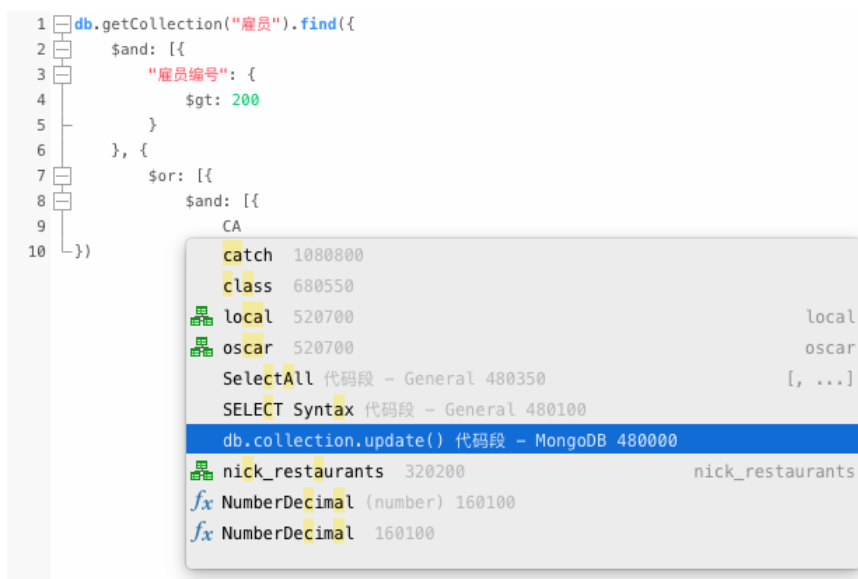 1 db.getCollection("雇员").find({
2 $and: [{
3 "雇员编号": {
4 $gt: 200
5 }
6 }, {
7 $or: [{
8 $and: [{
9 CA
10 })
catch 1080800
class 680550
local 520700 local
oscar 520700 oscar
SelectAll 代码段 – General 480350 [, ...]
SELECT Syntax 代码段 – General 480100
db.collection.update() 代码段 – MongoDB 480000
nick_restaurants 320200 nick_restaurants
fx NumberDecimal (number) 160100
fx NumberDecimal 160100